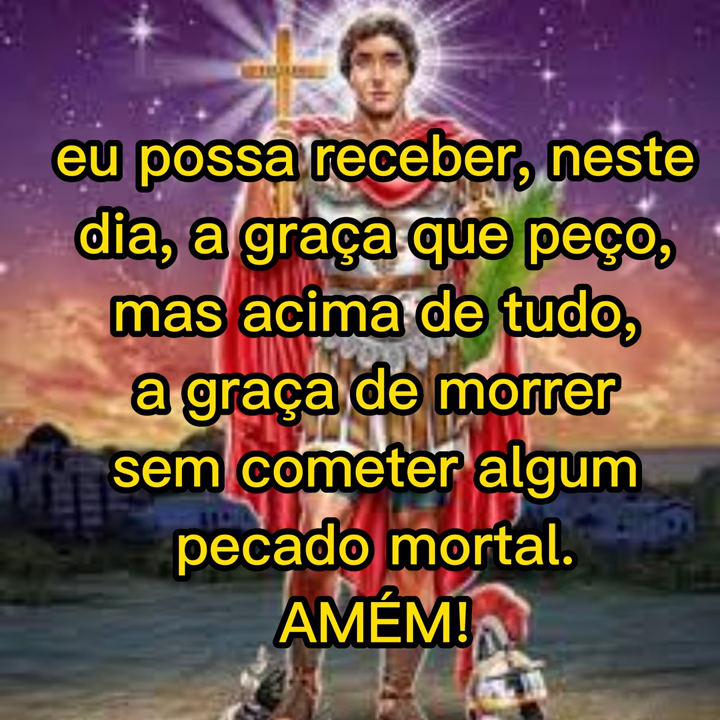 eu possa receber, neste
dia, a graça que peço,
mas acima de tudo,
a graça de morrer
sem cometer algum
pecado mortal.
AMÉM!